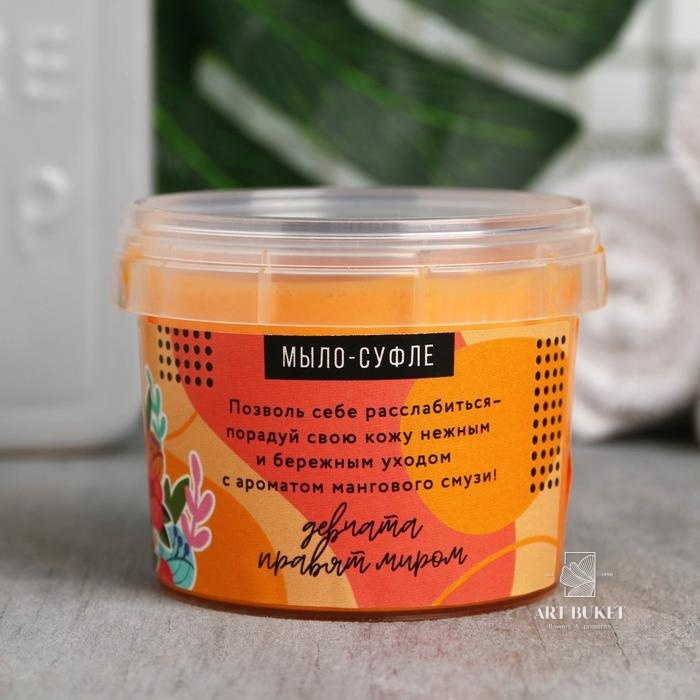 МЫЛО-СУФЛЕ
Позволь себе расслабиться–
порадуй свою кожу нежным
и бережным уходом
с ароматом мангового смузи!
девчата
правят миром
ART BUKET
flowers & presents